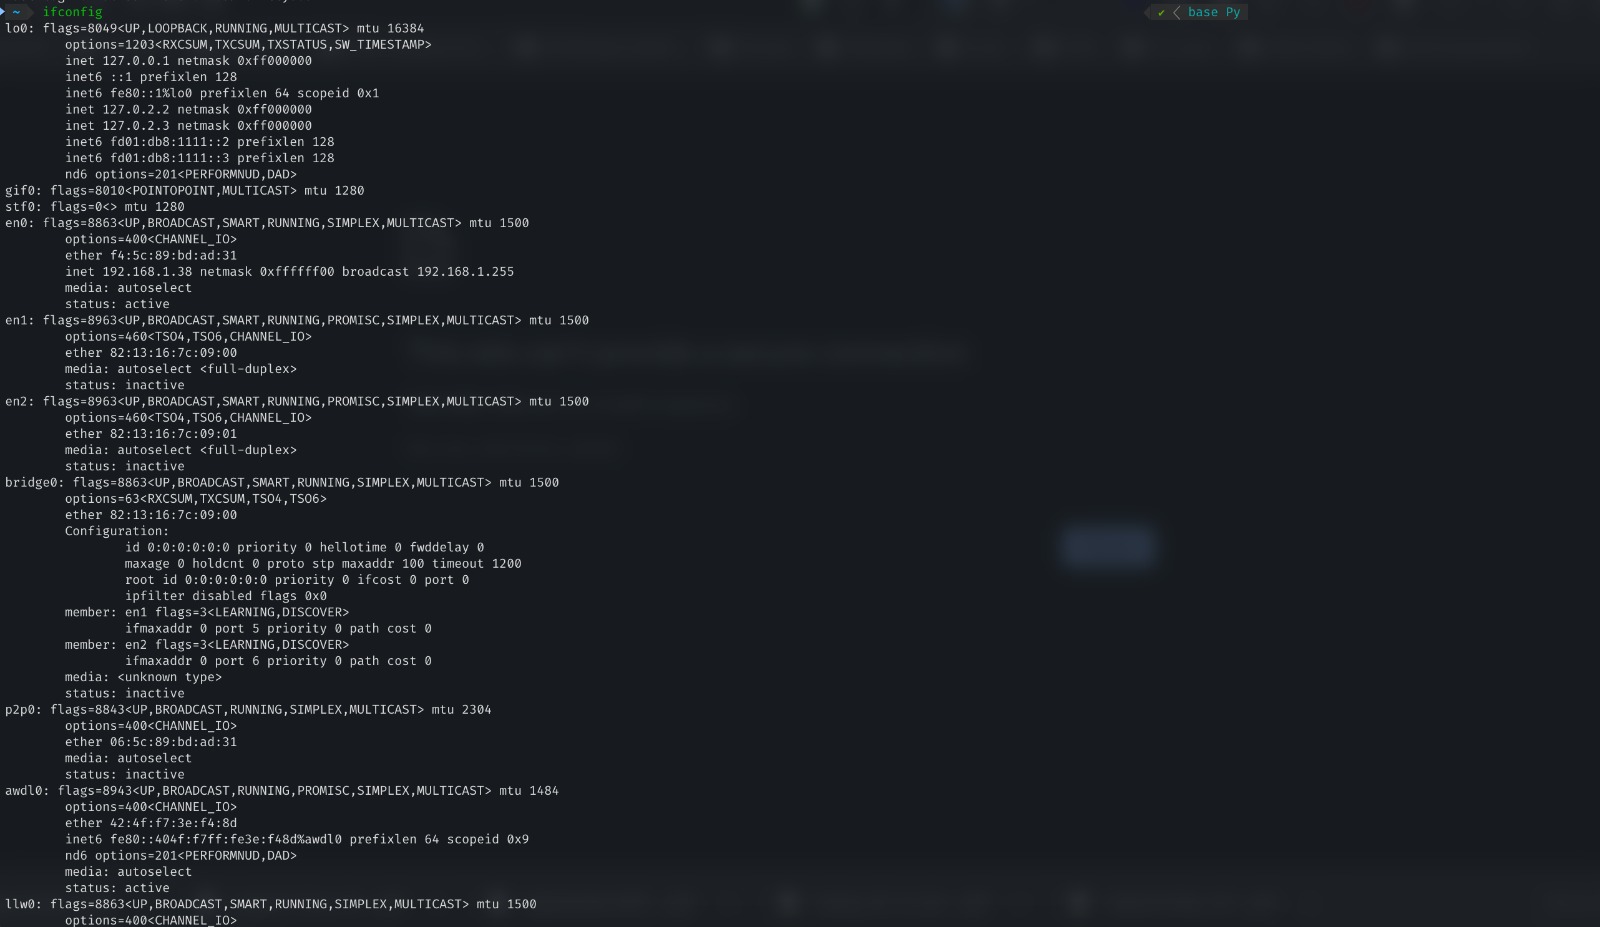 ~ ifconfig ✔ base Py
lo0: flags=8049<UP,LOOPBACK,RUNNING,MULTICAST> mtu 16384
options=1203<RXCSUM,TXCSUM,TXSTATUS,SW_TIMESTAMP>
inet 127.0.0.1 netmask 0xff000000
inet6 ::1 prefixlen 128
inet6 fe80::1%lo0 prefixlen 64 scopeid 0x1
inet 127.0.2.2 netmask 0xff000000
inet 127.0.2.3 netmask 0xff000000
inet6 fd01:db8:1111::2 prefixlen 128
inet6 fd01:db8:1111::3 prefixlen 128
nd6 options=201<PERFORMNUD,DAD>
gif0: flags=8010<POINTOPOINT,MULTICAST> mtu 1280
stf0: flags=0<> mtu 1280
en0: flags=8863<UP,BROADCAST,SMART,RUNNING,SIMPLEX,MULTICAST> mtu 1500
options=400<CHANNEL_IO>
ether f4:5c:89:bd:ad:31
inet 192.168.1.38 netmask 0xffffff00 broadcast 192.168.1.255
media: autoselect
status: active
en1: flags=8963<UP,BROADCAST,SMART,RUNNING,PROMISC,SIMPLEX,MULTICAST> mtu 1500
options=460<TSO4,TSO6,CHANNEL_IO>
ether 82:13:16:7c:09:00
media: autoselect <full-duplex>
status: inactive
en2: flags=8963<UP,BROADCAST,SMART,RUNNING,PROMISC,SIMPLEX,MULTICAST> mtu 1500
options=460<TSO4,TSO6,CHANNEL_IO>
ether 82:13:16:7c:09:01
media: autoselect <full-duplex>
status: inactive
bridge0: flags=8863<UP,BROADCAST,SMART,RUNNING,SIMPLEX,MULTICAST> mtu 1500
options=63<RXCSUM,TXCSUM,TSO4,TSO6>
ether 82:13:16:7c:09:00
Configuration:
id 0:0:0:0:0:0 priority 0 hellotime 0 fwddelay 0
maxage 0 holdcnt 0 proto stp maxaddr 100 timeout 1200
root id 0:0:0:0:0:0 priority 0 ifcost 0 port 0
ipfilter disabled flags 0x0
member: en1 flags=3<LEARNING,DISCOVER>
ifmaxaddr 0 port 5 priority 0 path cost 0
member: en2 flags=3<LEARNING,DISCOVER>
ifmaxaddr 0 port 6 priority 0 path cost 0
media: <unknown type>
status: inactive
p2p0: flags=8843<UP,BROADCAST,RUNNING,SIMPLEX,MULTICAST> mtu 2304
options=400<CHANNEL_IO>
ether 06:5c:89:bd:ad:31
media: autoselect
status: inactive
awdl0: flags=8943<UP,BROADCAST,RUNNING,PROMISC,SIMPLEX,MULTICAST> mtu 1484
options=400<CHANNEL_IO>
ether 42:4f:f7:3e:f4:8d
inet6 fe80::404f:f7ff:fe3e:f48d%awdl0 prefixlen 64 scopeid 0x9
nd6 options=201<PERFORMNUD,DAD>
media: autoselect
status: active
llw0: flags=8863<UP,BROADCAST,SMART,RUNNING,SIMPLEX,MULTICAST> mtu 1500
options=400<CHANNEL_IO>